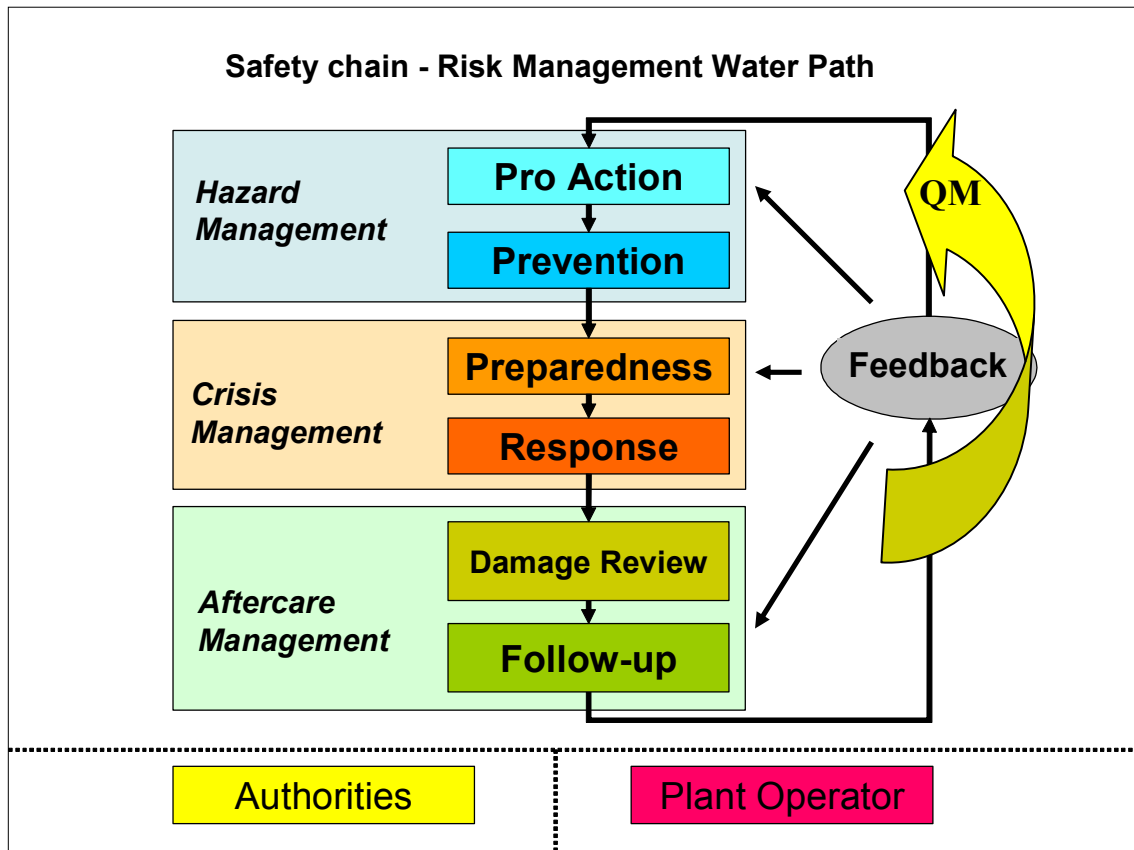 Safety chain - Risk Management Water Path
Hazard
Management
Pro Action
Prevention
QM
Crisis
Management
Preparedness
Response
Feedback
Aftercare
Management
Damage Review
Follow-up
Authorities
Plant Operator